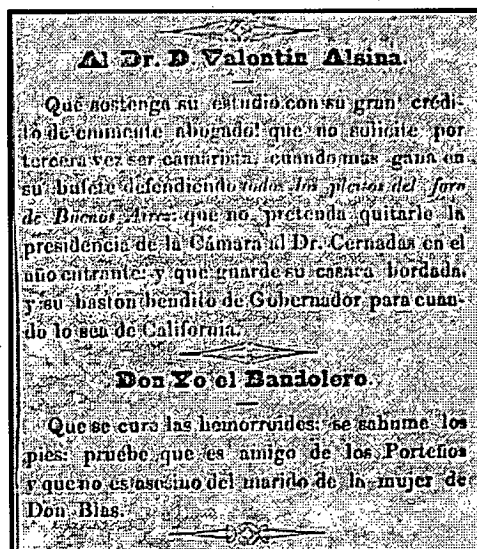 Al Dr. D Valentin Alsina.
Que sostenga su estudio con su gran crédi-
to de eminente abogado! que no solicite por
tercera vez ser camarista, cuando mas gana en
su bufete defendiendo todos los pleitos del foro
de Buenos Aires: que no pretenda quitarle la
presidencia de la Cámara al Dr. Cernadas en el
año entrante: y que guarde su casaca bordada,
y su baston bendito de Gobernador para cuan-
do lo sea de California.
Don Yo el Bandolero.
Que se cure las hemorruides: se sahume los
pies: pruebe que es amigo de los Porteños
y que no es asesino del marido de la mujer de
Don Blas.